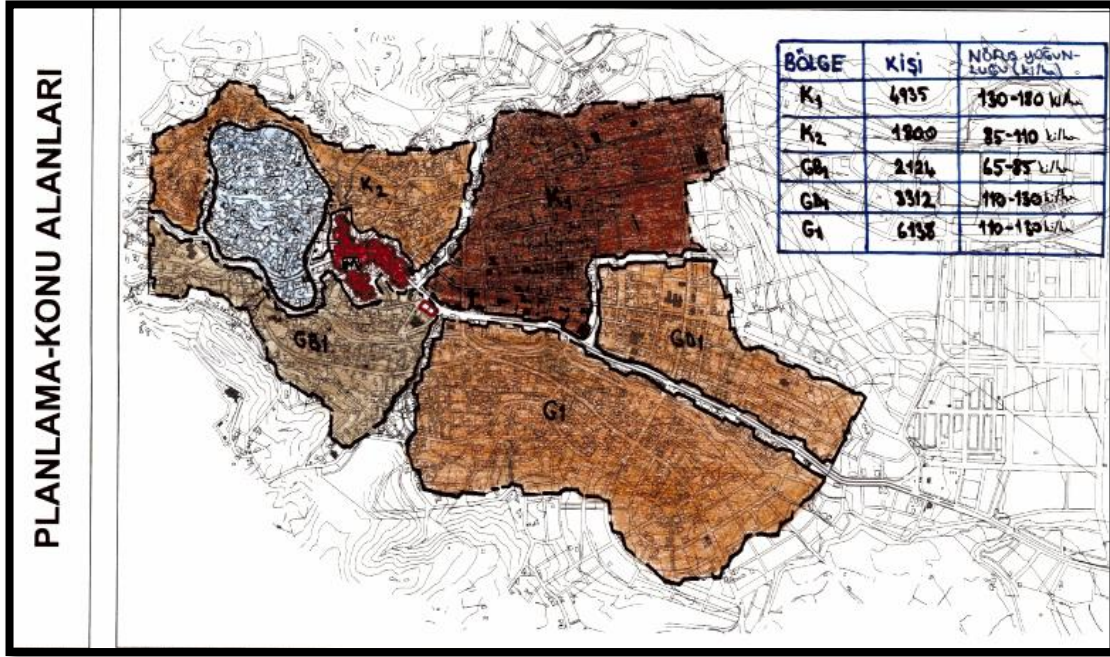 PLANLAMA-KONU ALANLARI
BÖLGE KİŞİ NÜFUS YOĞUN-
LUĞU (ki/ha)
K1 4935 130-180 ki/ha
K2 1800 85-110 ki/ha
GB1 2124 65-85 ki/ha
GD1 3312 110-130 ki/ha
G1 6138 110-130 ki/ha
K2
K1
GB1
GD1
G1